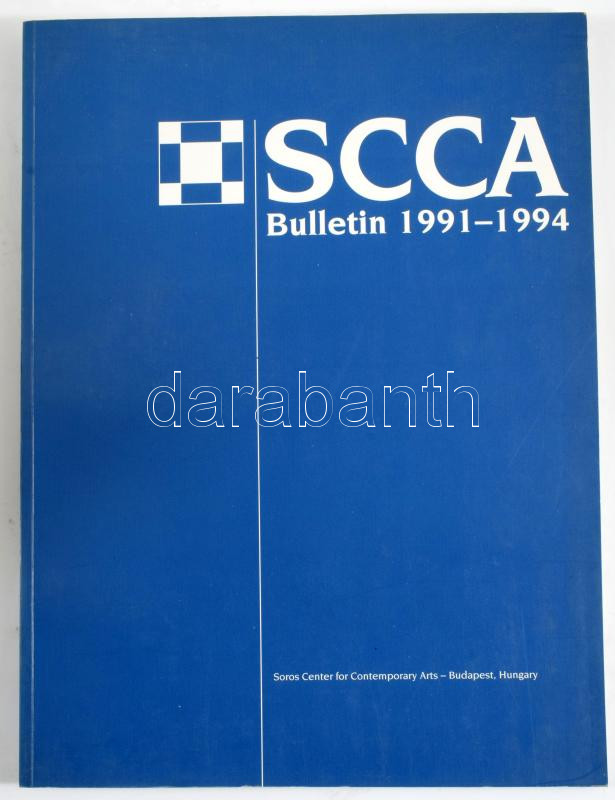 SCCA
Bulletin 1991–1994
darabanth
Soros Center for Contemporary Arts – Budapest, Hungary